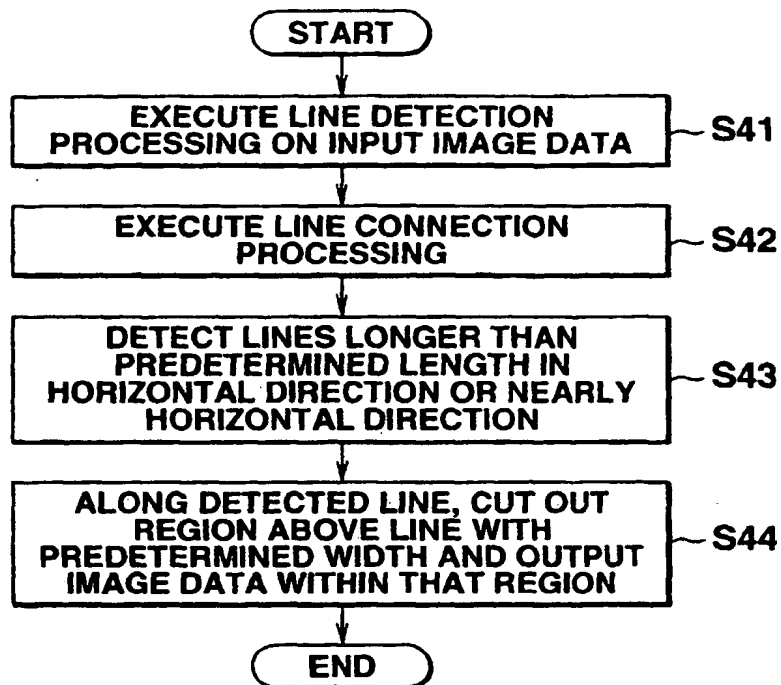 START
EXECUTE LINE DETECTION
PROCESSING ON INPUT IMAGE DATA
S41
EXECUTE LINE CONNECTION
PROCESSING
S42
DETECT LINES LONGER THAN
PREDETERMINED LENGTH IN
HORIZONTAL DIRECTION OR NEARLY
HORIZONTAL DIRECTION
S43
ALONG DETECTED LINE, CUT OUT
REGION ABOVE LINE WITH
PREDETERMINED WIDTH AND OUTPUT
IMAGE DATA WITHIN THAT REGION
S44
END